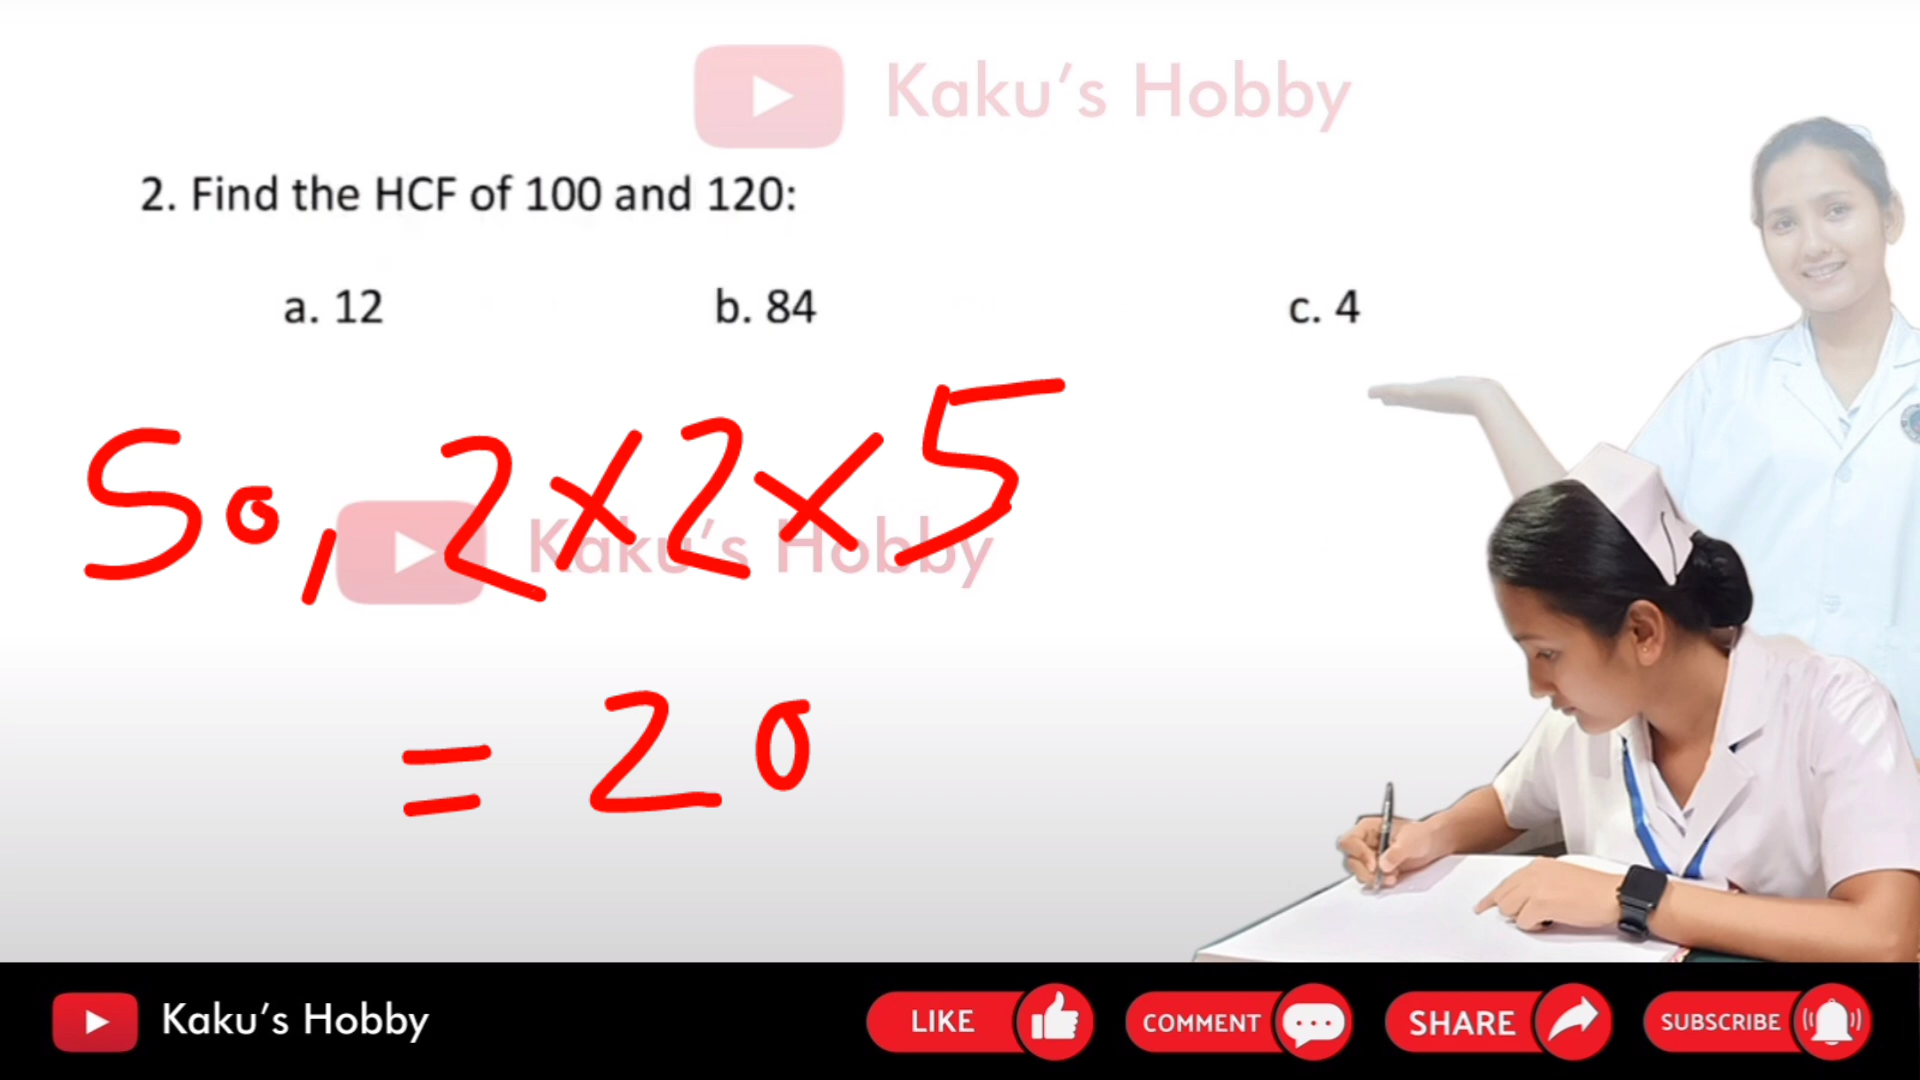 Kaku's Hobby
2. Find the HCF of 100 and 120:
a. 12 b. 84 c. 4
So, 2×2×5
Kaku's Hobby
= 20
Kaku's Hobby LIKE COMMENT SHARE SUBSCRIBE